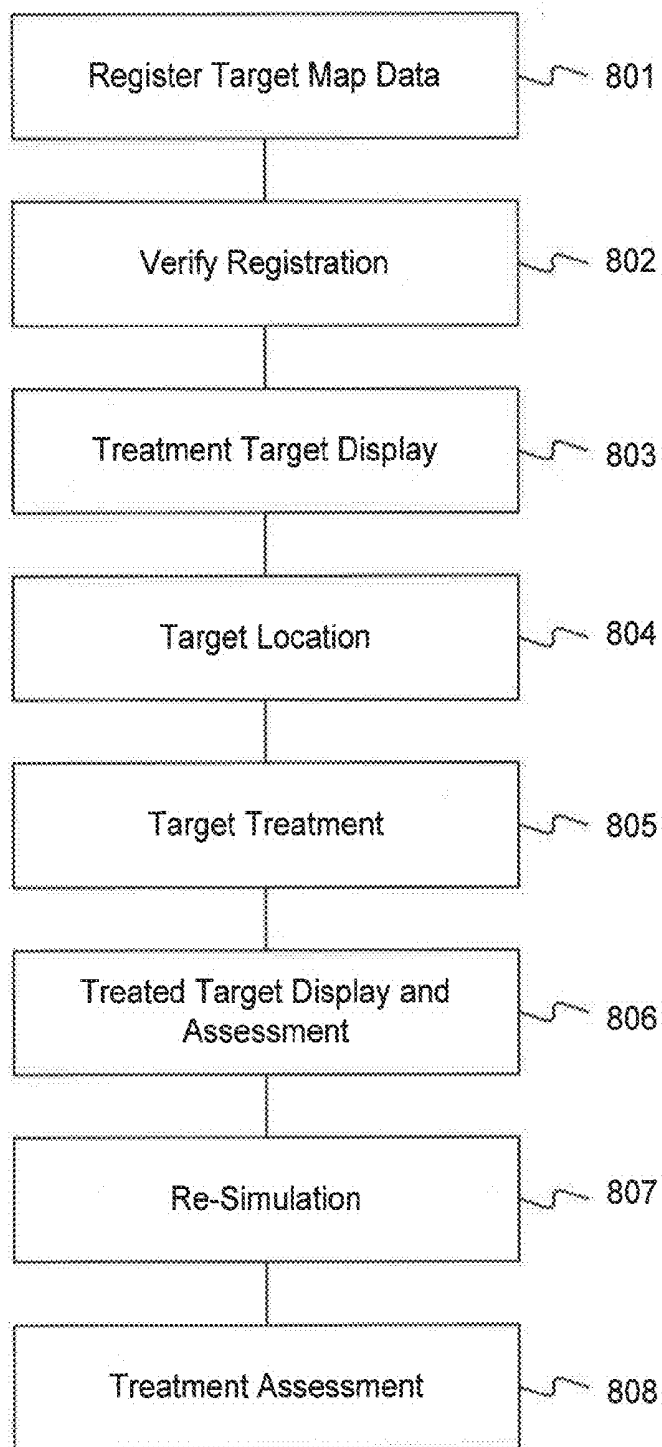 Register Target Map Data 801
Verify Registration 802
Treatment Target Display 803
Target Location 804
Target Treatment 805
Treated Target Display and
Assessment 806
Re-Simulation 807
Treatment Assessment 808